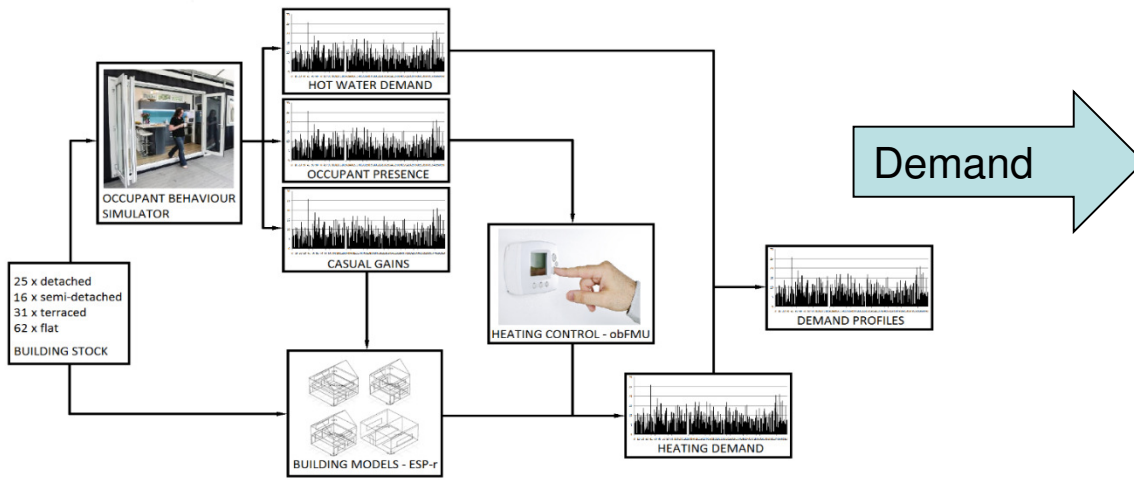 HOT WATER DEMAND
OCCUPANT PRESENCE
CASUAL GAINS
OCCUPANT BEHAVIOUR
SIMULATOR
Demand
25 x detached
16 x semi-detached
31 x terraced
62 x flat
BUILDING STOCK
HEATING CONTROL - obFMU
DEMAND PROFILES
BUILDING MODELS - ESP-r
HEATING DEMAND